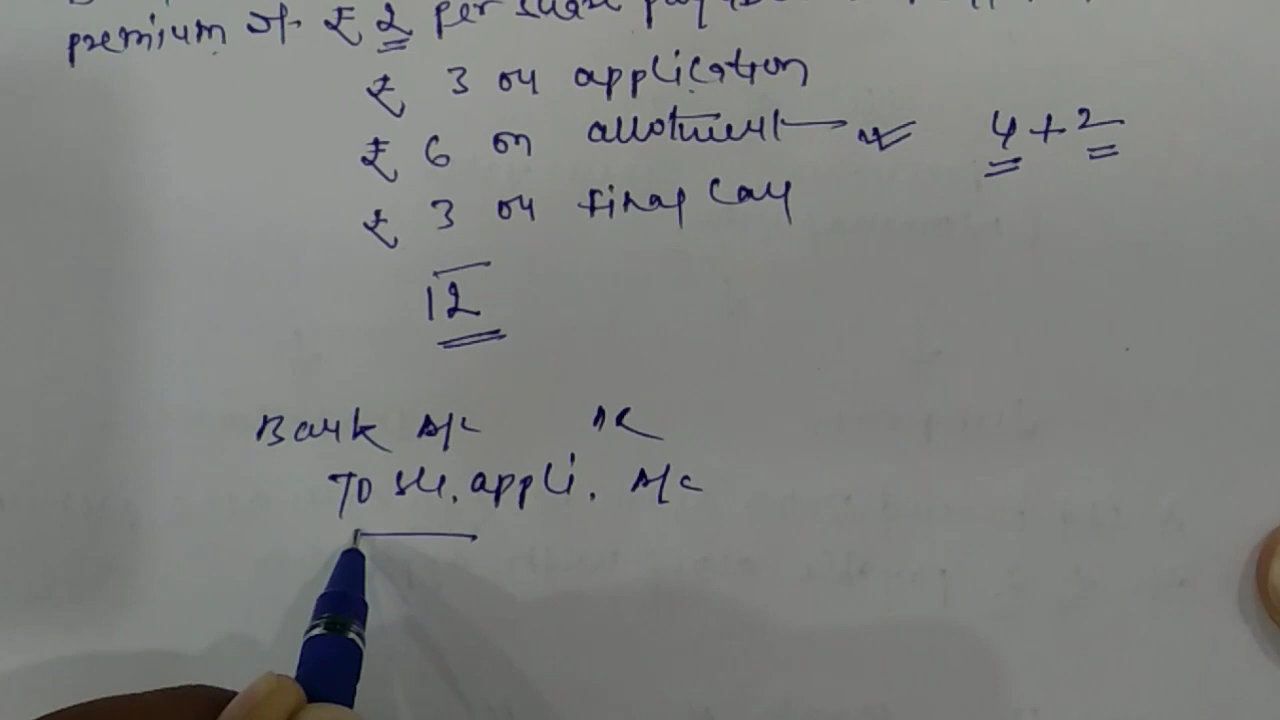 premium of ₹ 2 per share
₹ 3 on application
₹ 6 on allotment → 4 + 2
₹ 3 on final call
12
Bank A/c Dr
To sh. appli. A/c